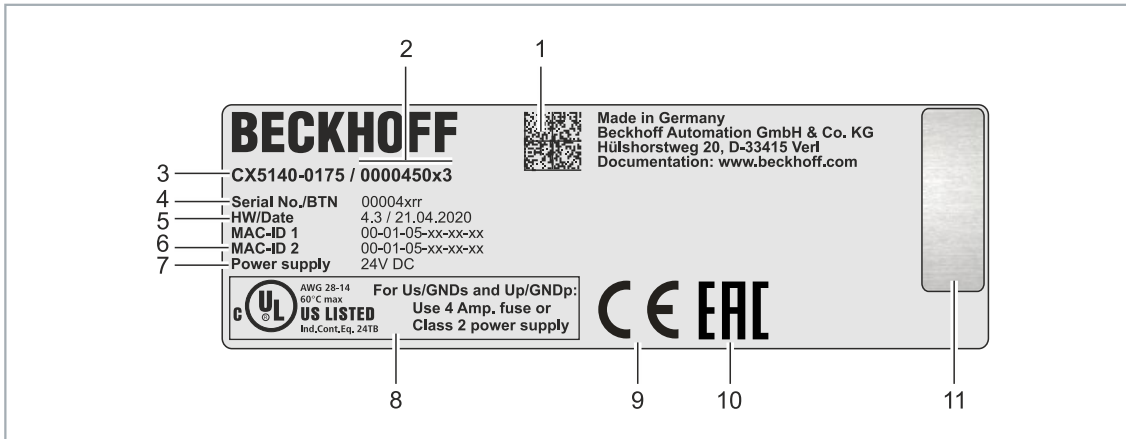 2
1
BECKHOFF
Made in Germany
Beckhoff Automation GmbH & Co. KG
Hülshorstweg 20, D-33415 Verl
Documentation: www.beckhoff.com
3
CX5140-0175 / 0000450x3
4
Serial No./BTN 00004xrr
5
HW/Date 4.3 / 21.04.2020
MAC-ID 1 00-01-05-xx-xx-xx
6
MAC-ID 2 00-01-05-xx-xx-xx
7
Power supply 24V DC
C UL ®
AWG 28-14
60°C max
US LISTED
Ind.Cont.Eq. 24TB
For Us/GNDs and Up/GNDp:
Use 4 Amp. fuse or
Class 2 power supply
CE
EAC
8
9
10
11